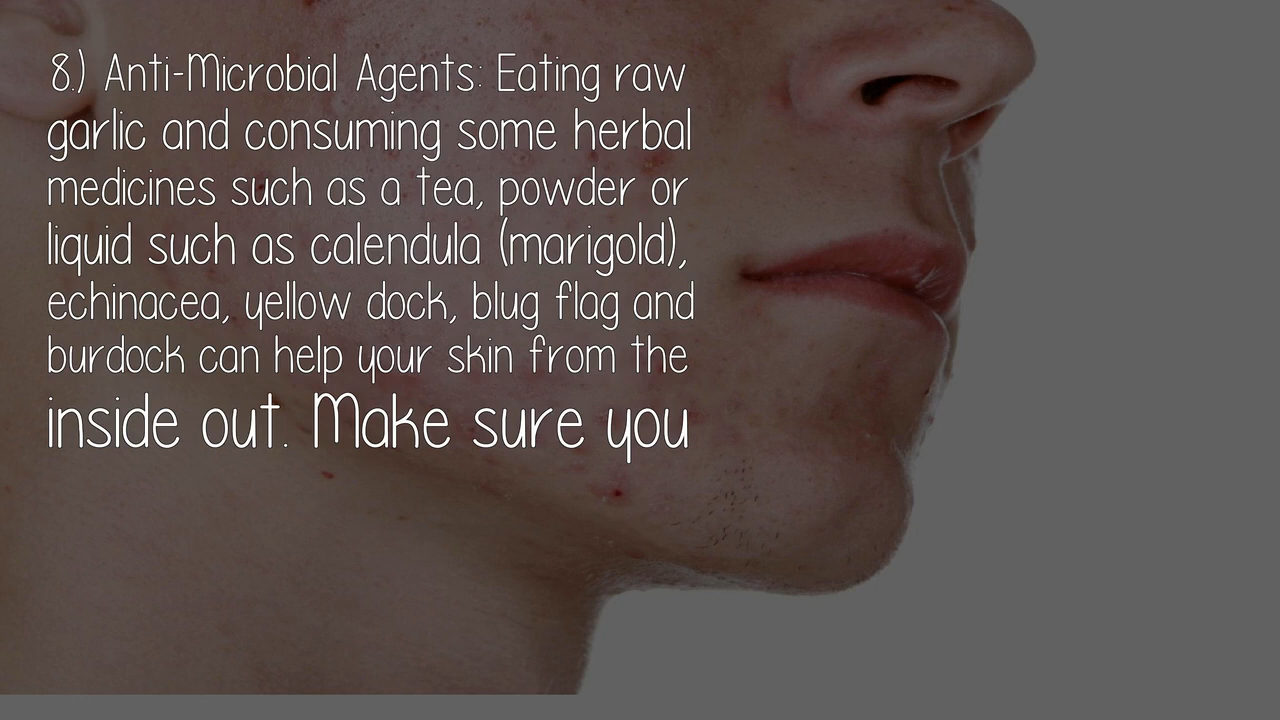 8.) Anti-Microbial Agents: Eating raw
garlic and consuming some herbal
medicines such as a tea, powder or
liquid such as calendula (marigold),
echinacea, yellow dock, blug flag and
burdock can help your skin from the
inside out. Make sure you